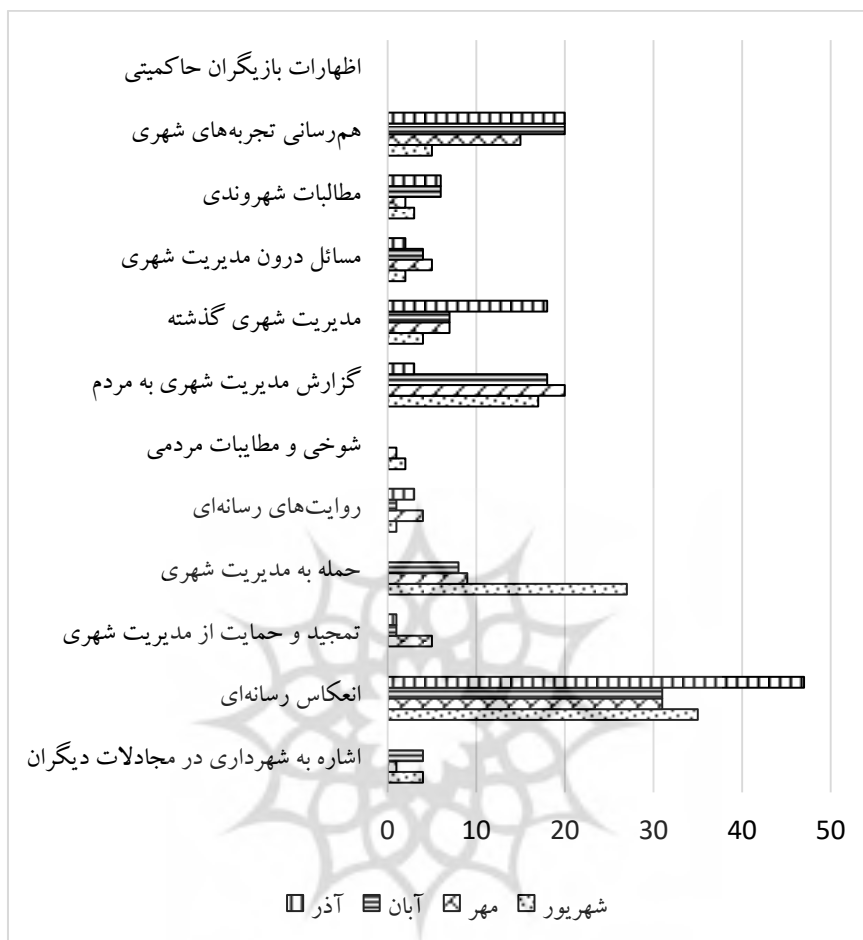 اظهارات بازیگران حاکمیتی
هم‌رسانی تجربه‌های شهری
مطالبات شهروندی
مسائل درون مدیریت شهری
مدیریت شهری گذشته
گزارش مدیریت شهری به مردم
شوخی و مطایبات مردمی
روایت‌های رسانه‌ای
حمله به مدیریت شهری
تمجید و حمایت از مدیریت شهری
انعکاس رسانه‌ای
اشاره به شهرداری در مجادلات دیگران
0 10 20 30 40 50
شهریور مهر آبان آذر